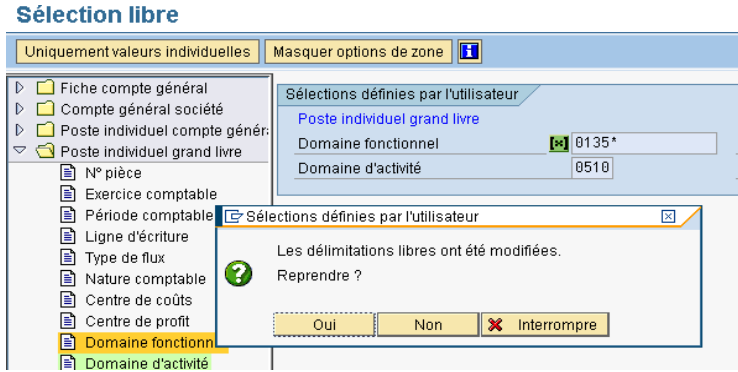 Sélection libre
Uniquement valeurs individuelles Masquer options de zone
Fiche compte général
Compte général société
Poste individuel compte génér
Poste individuel grand livre
N° pièce
Exercice comptable
Période comptable
Ligne d'écriture
Type de flux
Nature comptable
Centre de coûts
Centre de profit
Domaine fonctionn
Domaine d'activité
Sélections définies par l'utilisateur
Poste individuel grand livre
Domaine fonctionnel 0135*
Domaine d'activité 0510
Sélections définies par l'utilisateur
Les délimitations libres ont été modifiées.
Reprendre ?
Oui Non Interrompre